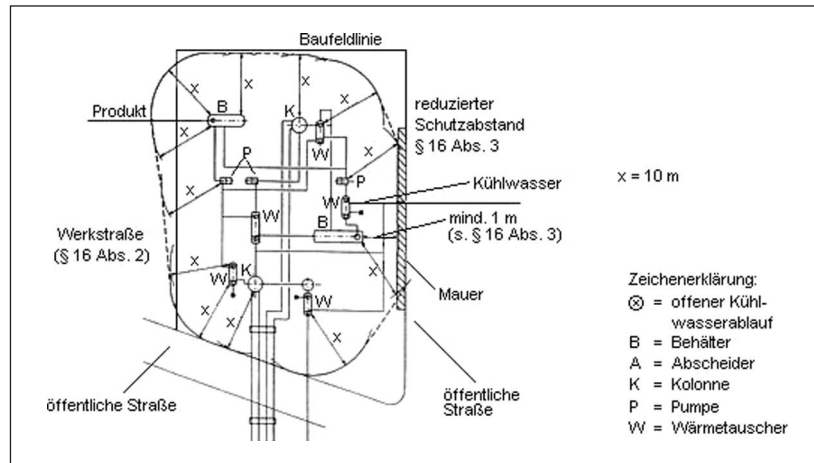 Baufeldlinie
x
x
x
x
x
B
K
Produkt
x
W
reduzierter
Schutzabstand
§ 16 Abs. 3
x
P
P
x = 10 m
x
Kühlwasser
W
W
B
mind. 1 m
(s. § 16 Abs. 3)
Werkstraße
(§ 16 Abs. 2)
x
W
K
W
x
Mauer
x
x
x
öffentliche Straße
öffentliche
Straße
Zeichenerklärung:
⊗ = offener Kühl-
wasserablauf
B = Behälter
A = Abscheider
K = Kolonne
P = Pumpe
W = Wärmetauscher